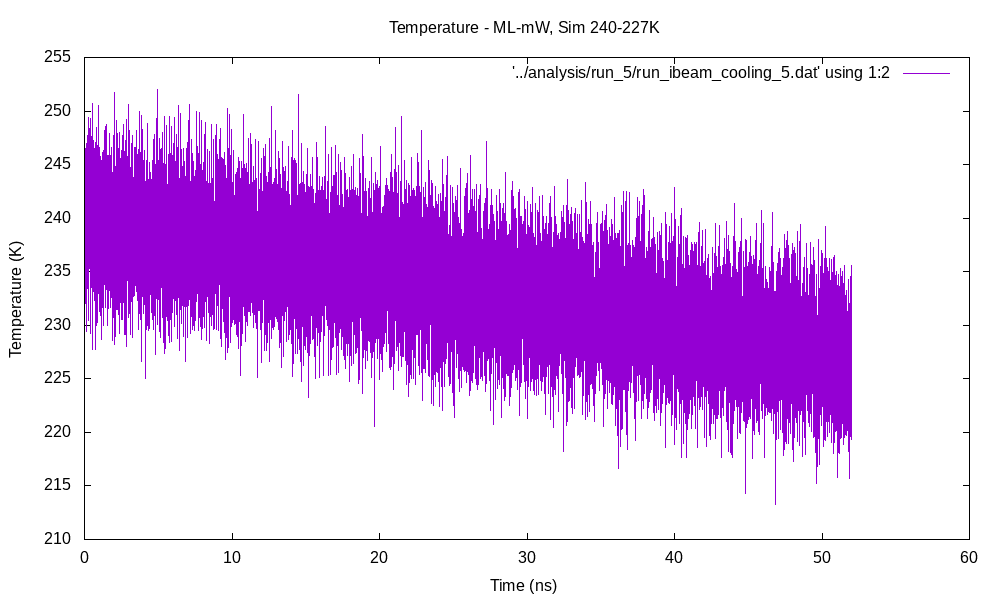 Temperature - ML-mW, Sim 240-227K
'../analysis/run_5/run_ibeam_cooling_5.dat' using 1:2
255
250
245
240
235
230
225
220
215
210
Temperature (K)
0 10 20 30 40 50 60
Time (ns)